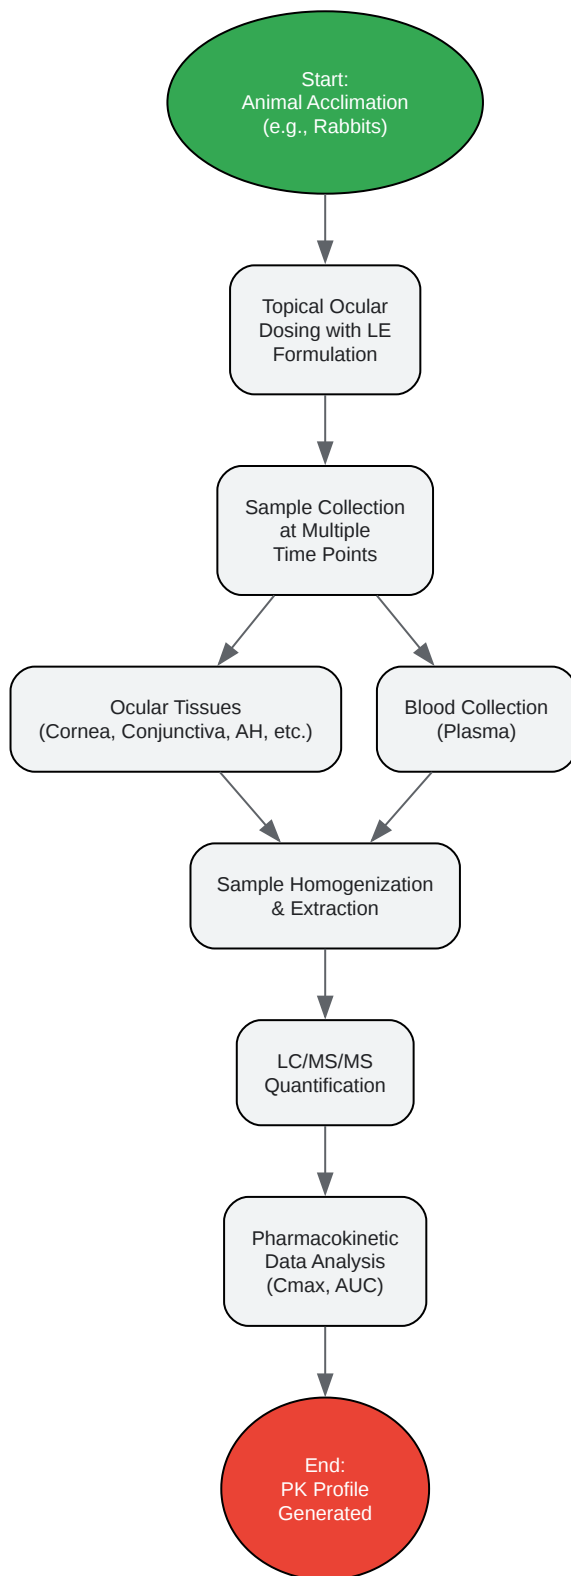 Start:
Animal Acclimation
(e.g., Rabbits)
Topical Ocular
Dosing with LE
Formulation
Sample Collection
at Multiple
Time Points
Ocular Tissues
(Cornea, Conjunctiva, AH, etc.)
Blood Collection
(Plasma)
Sample Homogenization
& Extraction
LC/MS/MS
Quantification
Pharmacokinetic
Data Analysis
(Cmax, AUC)
End:
PK Profile
Generated